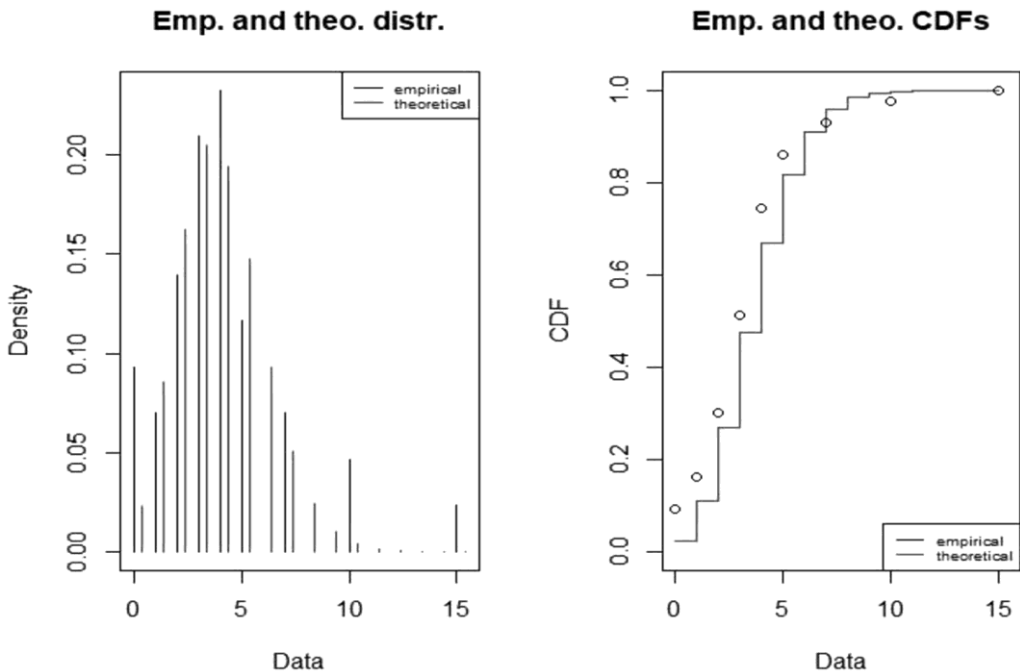 Emp. and theo. distr.
empirical
theoretical
Density
0.00
0.05
0.10
0.15
0.20
0
5
10
15
Data
Emp. and theo. CDFs
empirical
theoretical
CDF
0.0
0.2
0.4
0.6
0.8
1.0
0
5
10
15
Data